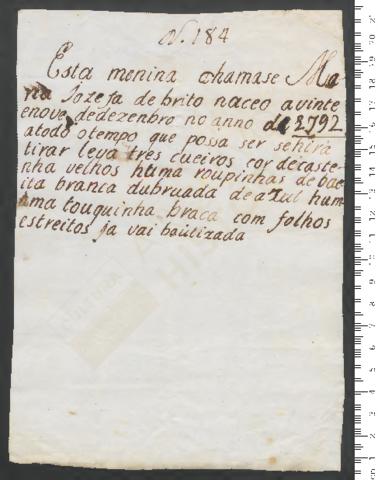 N. 184
Esta menina chamase Ma
ria Jozefa de brito naceo avinte
enove dedezenbro no anno de 1792
atodo otempo que possa ser sehira
tirar leva tres cueiros cor decaste
nha velhos huma roupinhas de bae
ita branca dubruada deazul hum
ama touquinha braca com folhos
estreitos ja vai bautizada